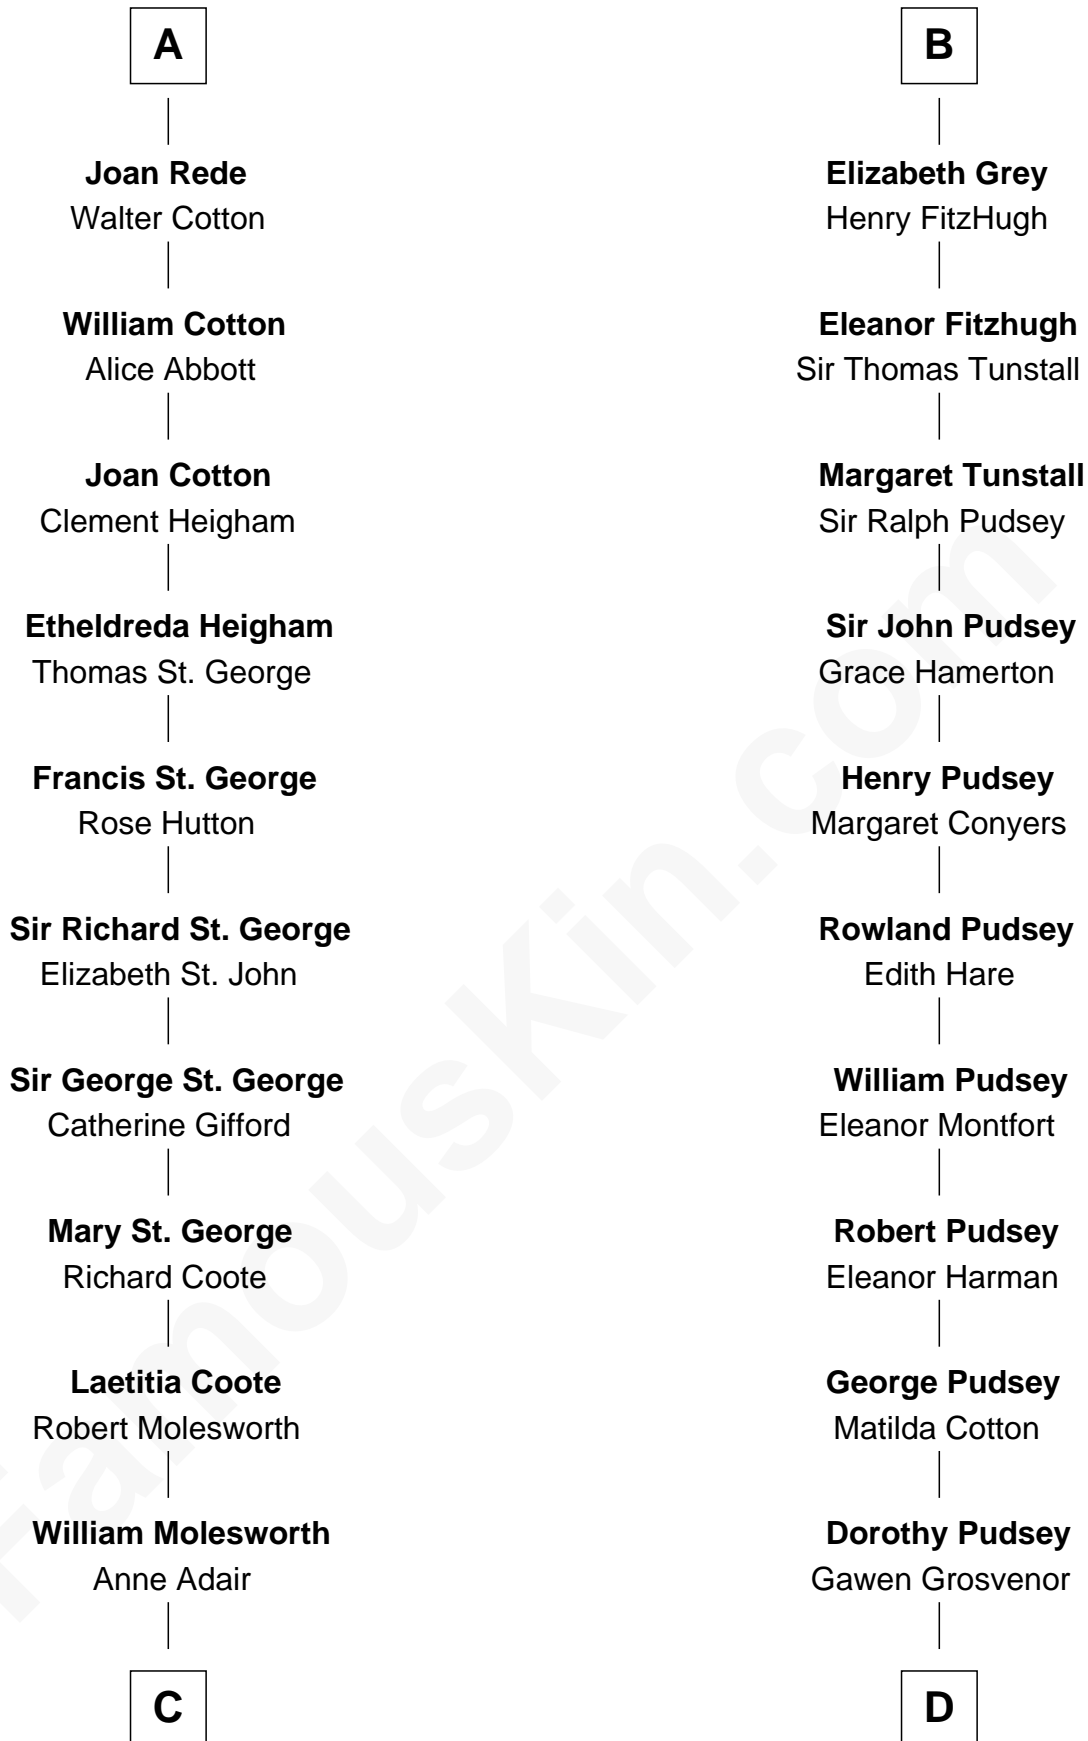 A
Joan Rede
Walter Cotton
William Cotton
Alice Abbott
Joan Cotton
Clement Heigham
Etheldreda Heigham
Thomas St. George
Francis St. George
Rose Hutton
Sir Richard St. George
Elizabeth St. John
Sir George St. George
Catherine Gifford
Mary St. George
Richard Coote
Laetitia Coote
Robert Molesworth
William Molesworth
Anne Adair
C
B
Elizabeth Grey
Henry FitzHugh
Eleanor Fitzhugh
Sir Thomas Tunstall
Margaret Tunstall
Sir Ralph Pudsey
Sir John Pudsey
Grace Hamerton
Henry Pudsey
Margaret Conyers
Rowland Pudsey
Edith Hare
William Pudsey
Eleanor Montfort
Robert Pudsey
Eleanor Harman
George Pudsey
Matilda Cotton
Dorothy Pudsey
Gawen Grosvenor
D
FamousKin.com